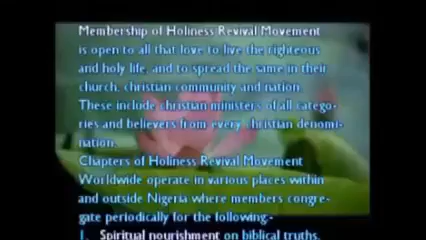 Membership of Holiness Revival Movement
is open to all that love to live the righteous
and holy life, and to spread the same in their
church, christian community and nation.
These include christian ministers of all catego-
ries and believers from every christian denomi-
nation.
Chapters of Holiness Revival Movement
Worldwide operate in various places within
and outside Nigeria where members congre-
gate periodically for the following:-
1. Spiritual nourishment on biblical truths,